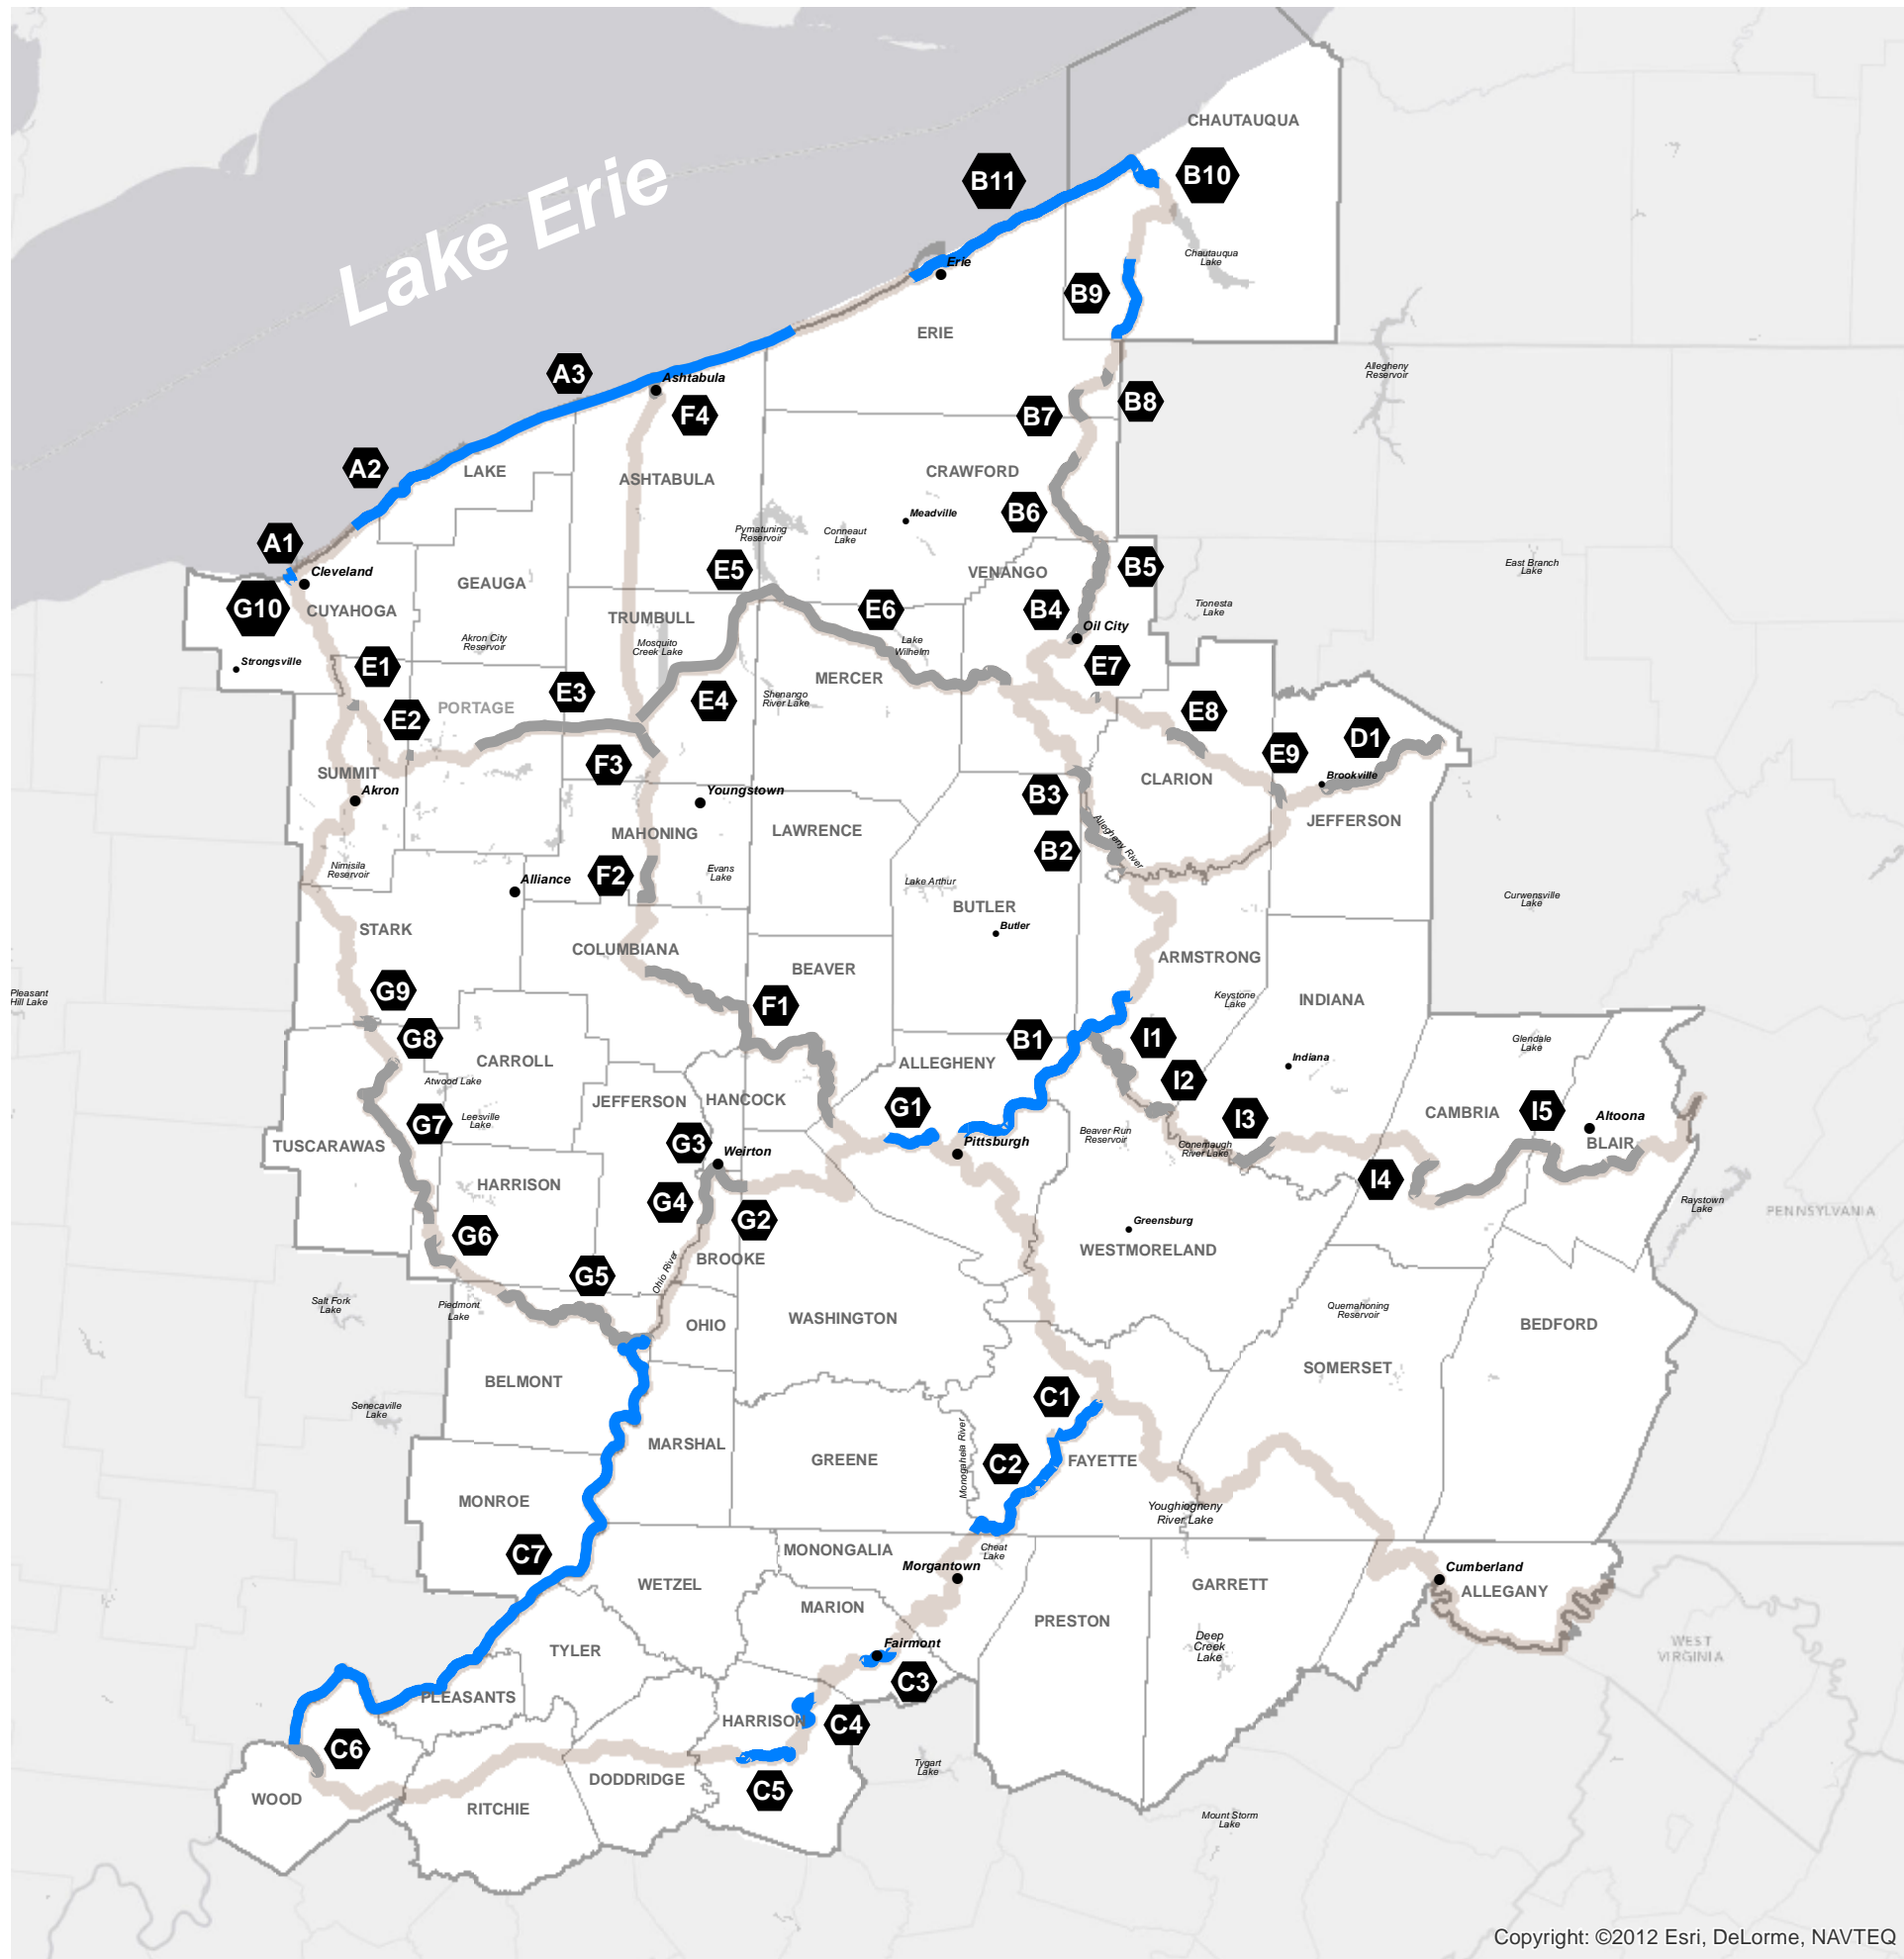 CHAUTAUQUA
B11
B10
Lake Erie
Chautauqua
Lake
Erie
B9
ERIE
A3
Ashtabula
Allegheny
Reservoir
F4
B7
B8
A2
LAKE
ASHTABULA
CRAWFORD
Meadville
B6
Pymatuning
Reservoir
Conneaut
Lake
A1
Cleveland
GEAUGA
E5
VENANGO
B5
East Branch
Lake
G10
CUYAHOGA
TRUMBULL
E6
B4
Tionesta
Lake
Oil City
Akron City
Reservoir
Mosquito
Creek Lake
Lake
Wilhelm
Strongsville
E1
E7
MERCER
E3
E4
Shenango
River Lake
PORTAGE
E2
E8
D1
E9
F3
SUMMIT
CLARION
Brookville
Akron
Youngstown
B3
JEFFERSON
MAHONING
LAWRENCE
Allegheny River
B2
Nimisila
Reservoir
F2
Evans
Lake
Alliance
Lake Arthur
Curwensville
Lake
BUTLER
STARK
Butler
COLUMBIANA
ARMSTRONG
BEAVER
Pleasant
Hill Lake
G9
Keystone
Lake
INDIANA
F1
G8
B1
I1
Glendale
Lake
CARROLL
ALLEGHENY
Indiana
Atwood Lake
I2
JEFFERSON
HANCOCK
G1
Leesville
Lake
G7
I3
CAMBRIA
I5
Altoona
TUSCARAWAS
G3
Beaver Run
Reservoir
Conemaugh
River Lake
BLAIR
Weirton
Pittsburgh
HARRISON
G4
I4
Raystown
Lake
PENNSYLVANIA
G2
Greensburg
G6
WESTMORELAND
BROOKE
Ohio River
G5
Salt Fork
Lake
Piedmont
Lake
Quemahoning
Reservoir
OHIO
WASHINGTON
BEDFORD
SOMERSET
BELMONT
C1
Senecaville
Lake
MARSHAL
Monogahela River
GREENE
C2
FAYETTE
MONROE
Youghiogneny
River Lake
C7
MONONGALIA
Cheat
Lake
Morgantown
WETZEL
GARRETT
Cumberland
ALLEGANY
MARION
PRESTON
Fairmont
Deep
Creek
Lake
WEST
VIRGINIA
TYLER
C3
PLEASANTS
HARRISON
C4
C6
Tygart
Lake
DODDRIDGE
C5
WOOD
RITCHIE
Mount Storm
Lake
Copyright: ©2012 Esri, DeLorme, NAVTEQ